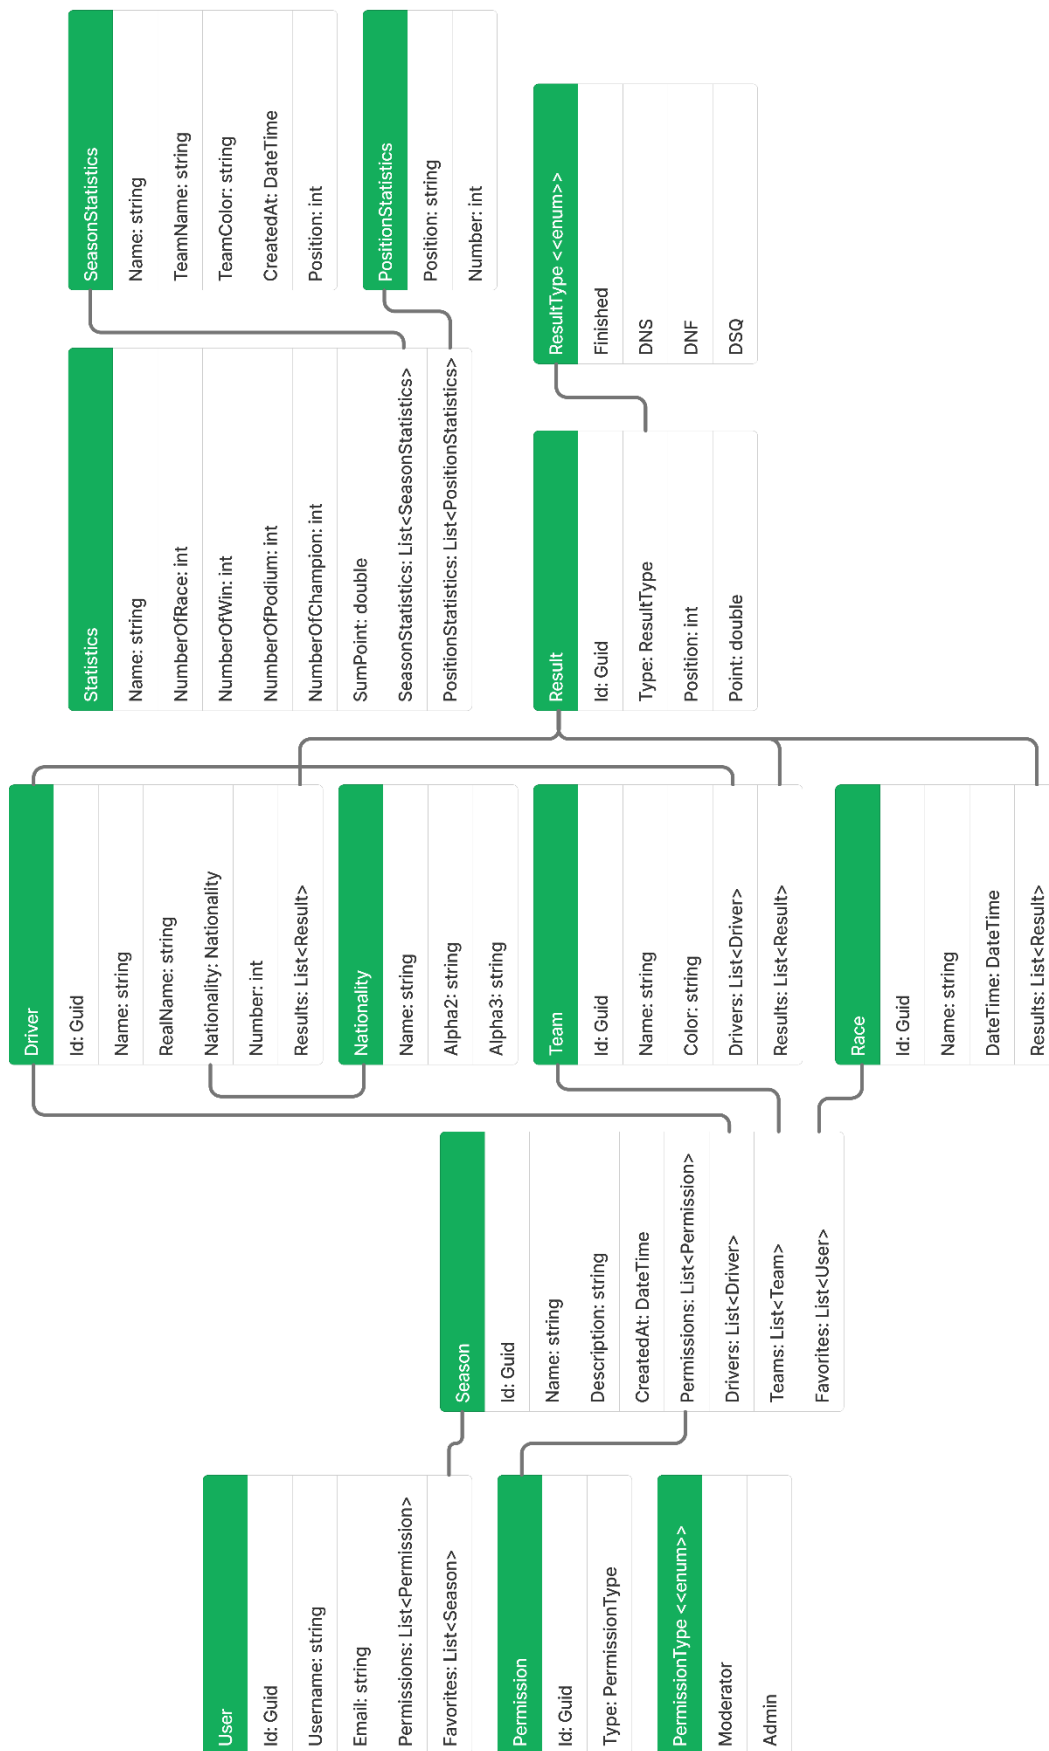 User
Id: Guid
Username: string
Email: string
Permissions: List<Permission>
Favorites: List<Season>
Permission
Id: Guid
Type: PermissionType
PermissionType <<enum>>
Moderator
Admin
Season
Id: Guid
Name: string
Description: string
CreatedAt: DateTime
Permissions: List<Permission>
Drivers: List<Driver>
Teams: List<Team>
Favorites: List<User>
Driver
Id: Guid
Name: string
RealName: string
Nationality: Nationality
Number: int
Results: List<Result>
Nationality
Name: string
Alpha2: string
Alpha3: string
Team
Id: Guid
Name: string
Color: string
Drivers: List<Driver>
Results: List<Result>
Race
Id: Guid
Name: string
DateTime: DateTime
Results: List<Result>
Statistics
Name: string
NumberOfRace: int
NumberOfWin: int
NumberOfPodium: int
NumberOfChampion: int
SumPoint: double
SeasonStatistics: List<SeasonStatistics>
PositionStatistics: List<PositionStatistics>
Result
Id: Guid
Type: ResultType
Position: int
Point: double
SeasonStatistics
Name: string
TeamName: string
TeamColor: string
CreatedAt: DateTime
Position: int
PositionStatistics
Position: string
Number: int
ResultType <<enum>>
Finished
DNS
DNF
DSQ